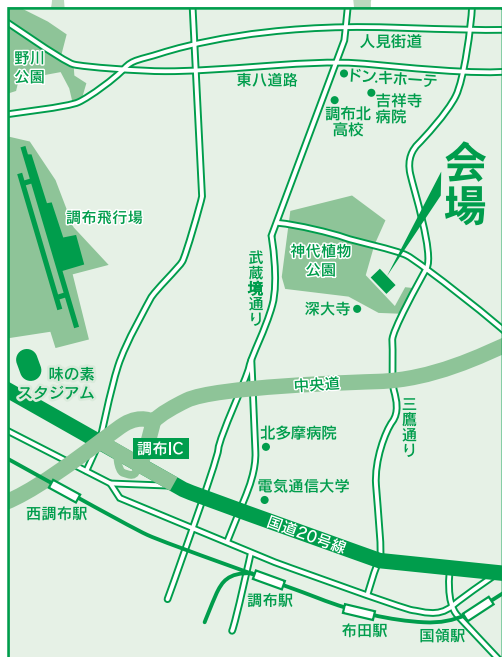 人見街道
野川
公園
東八道路
ドン.キホーテ
吉祥寺
病院
調布北
高校
会場
調布飛行場
神代植物
公園
武蔵境通り
深大寺
味の素
スタジアム
中央道
三鷹通り
北多摩病院
調布IC
電気通信大学
国道20号線
西調布駅
調布駅
布田駅
国領駅